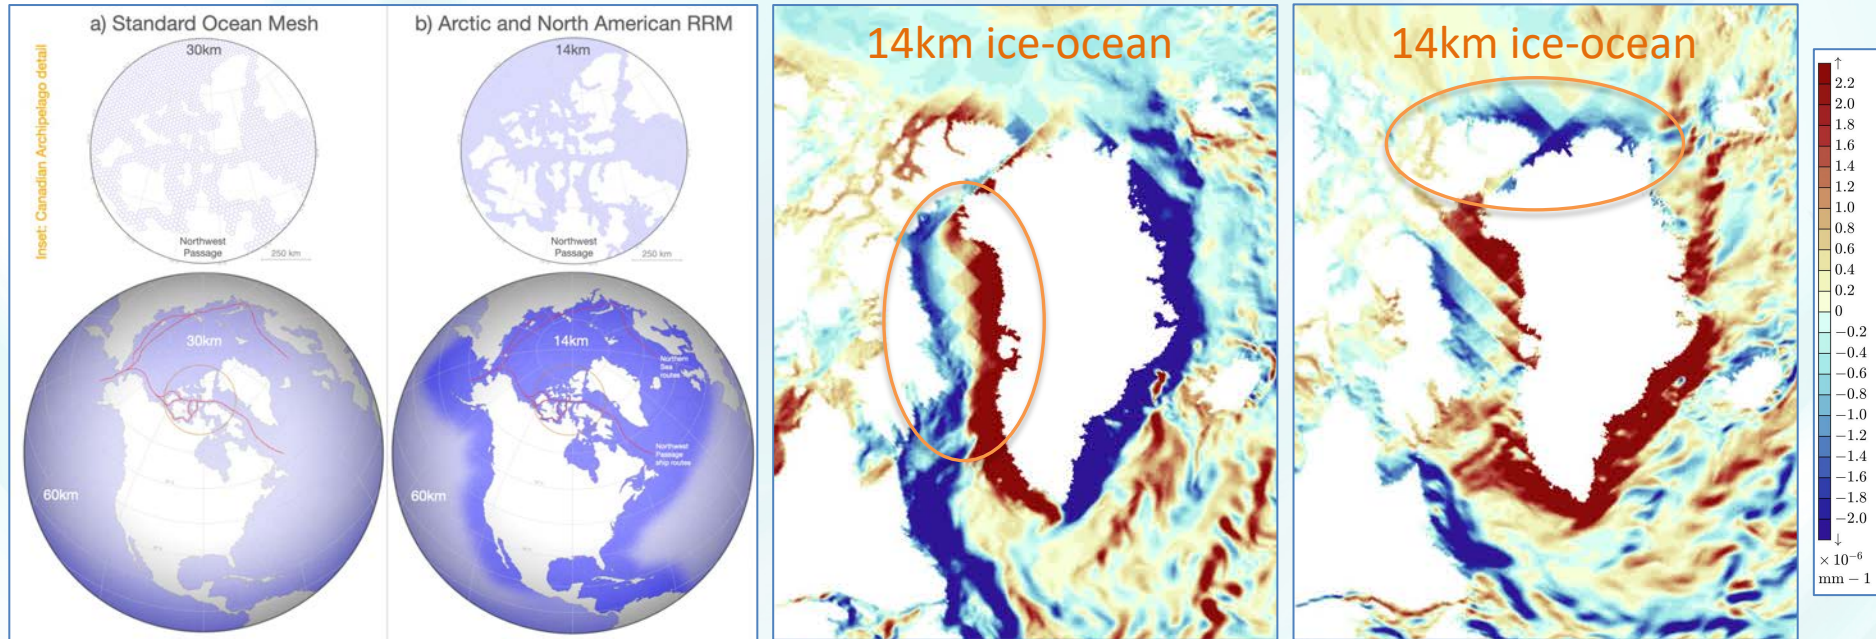 a) Standard Ocean Mesh
30km
Inset: Canadian Archipelago detail
Northwest
Passage
250 km
30km
60km
b) Arctic and North American RRM
14km
Northwest
Passage
250 km
14km
Northern
Sea
routes
Northwest
Passage
ship routes
60km
14km ice-ocean
14km ice-ocean
↑
2.2
2.0
1.8
1.6
1.4
1.2
1.0
0.8
0.6
0.4
0.2
0
−0.2
−0.4
−0.6
−0.8
−1.0
−1.2
−1.4
−1.6
−1.8
−2.0
↓
× 10−6
mm − 1